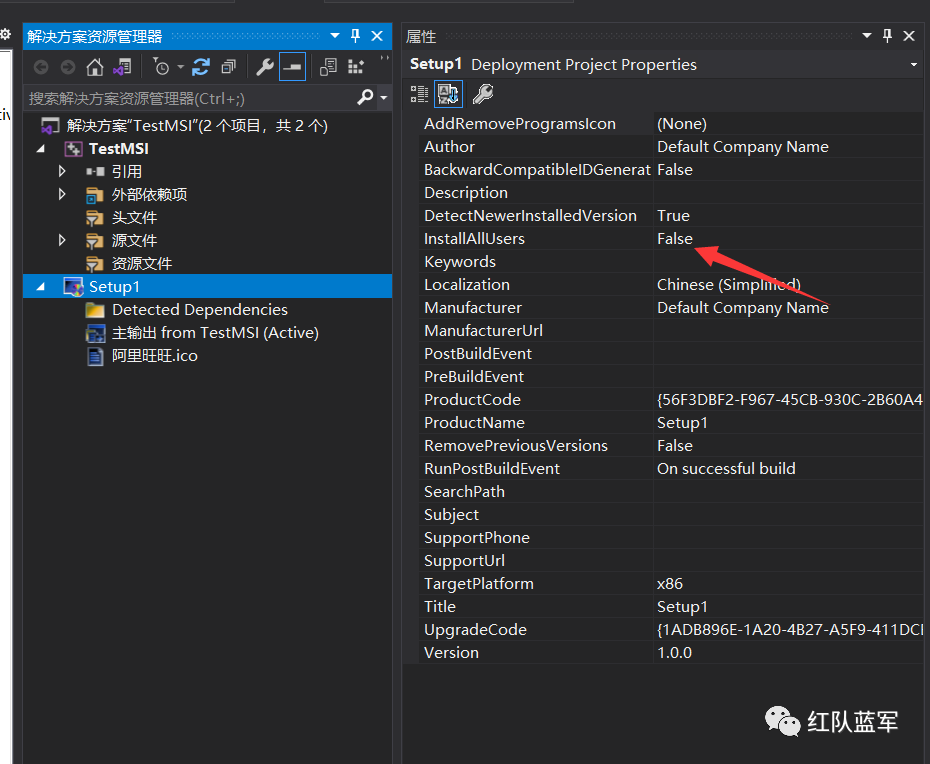 解决方案资源管理器
搜索解决方案资源管理器(Ctrl+;)
解决方案"TestMSI"(2 个项目，共 2 个)
TestMSI
引用
外部依赖项
头文件
源文件
资源文件
Setup1
Detected Dependencies
主输出 from TestMSI (Active)
阿里旺旺.ico
属性
Setup1 Deployment Project Properties
AddRemoveProgramsIcon (None)
Author Default Company Name
BackwardCompatibleIDGenerat False
Description
DetectNewerInstalledVersion True
InstallAllUsers False
Keywords
Localization Chinese (Simplified)
Manufacturer Default Company Name
ManufacturerUrl
PostBuildEvent
PreBuildEvent
ProductCode {56F3DBF2-F967-45CB-930C-2B60A4
ProductName Setup1
RemovePreviousVersions False
RunPostBuildEvent On successful build
SearchPath
Subject
SupportPhone
SupportUrl
TargetPlatform x86
Title Setup1
UpgradeCode {1ADB896E-1A20-4B27-A5F9-411DC
Version 1.0.0
红队蓝军